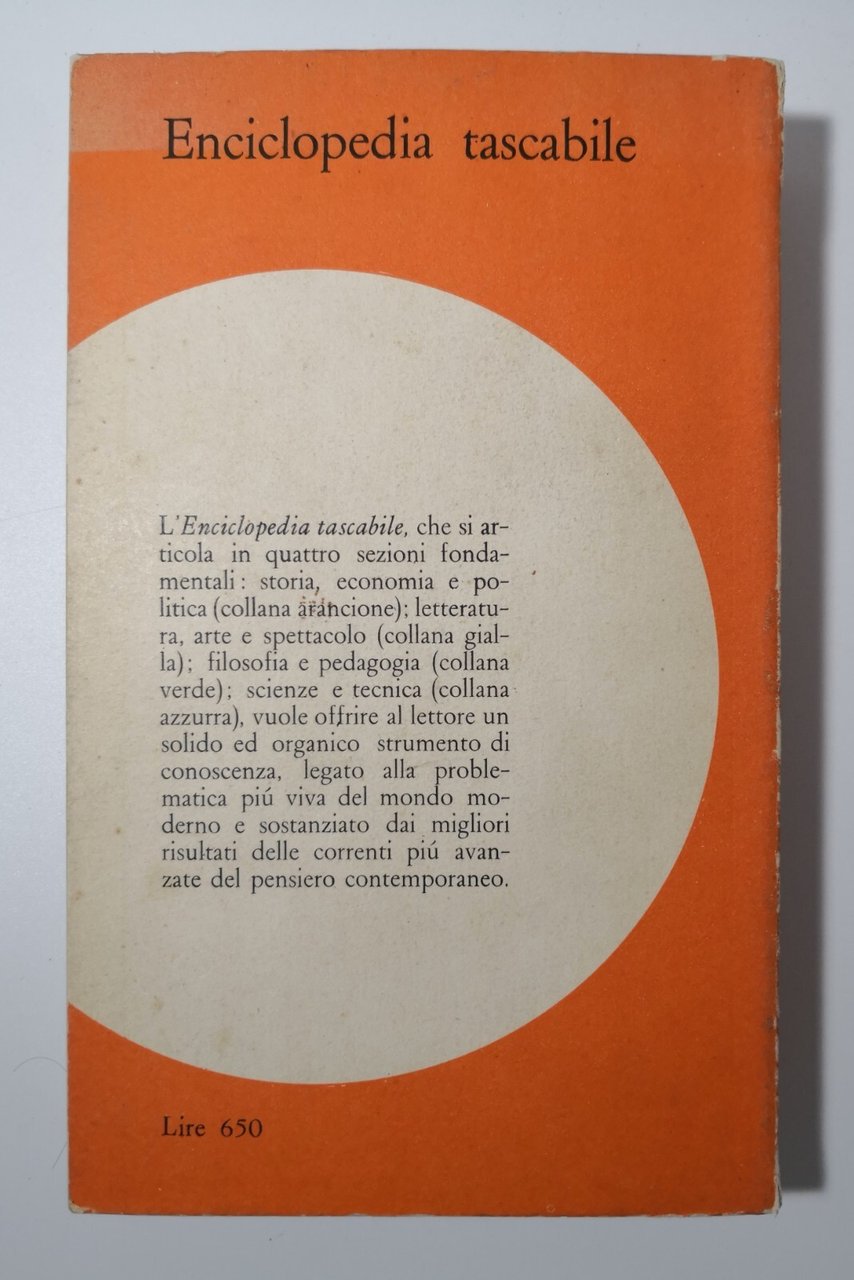 Enciclopedia tascabile
L'Enciclopedia tascabile, che si ar-
ticola in quattro sezioni fonda-
mentali: storia, economia e po-
litica (collana arancione); letteratu-
ra, arte e spettacolo (collana gial-
la); filosofia e pedagogia (collana
verde); scienze e tecnica (collana
azzurra), vuole offrire al lettore un
solido ed organico strumento di
conoscenza, legato alla proble-
matica piú viva del mondo mo-
derno e sostanziato dai migliori
risultati delle correnti piú avan-
zate del pensiero contemporaneo.
Lire 650